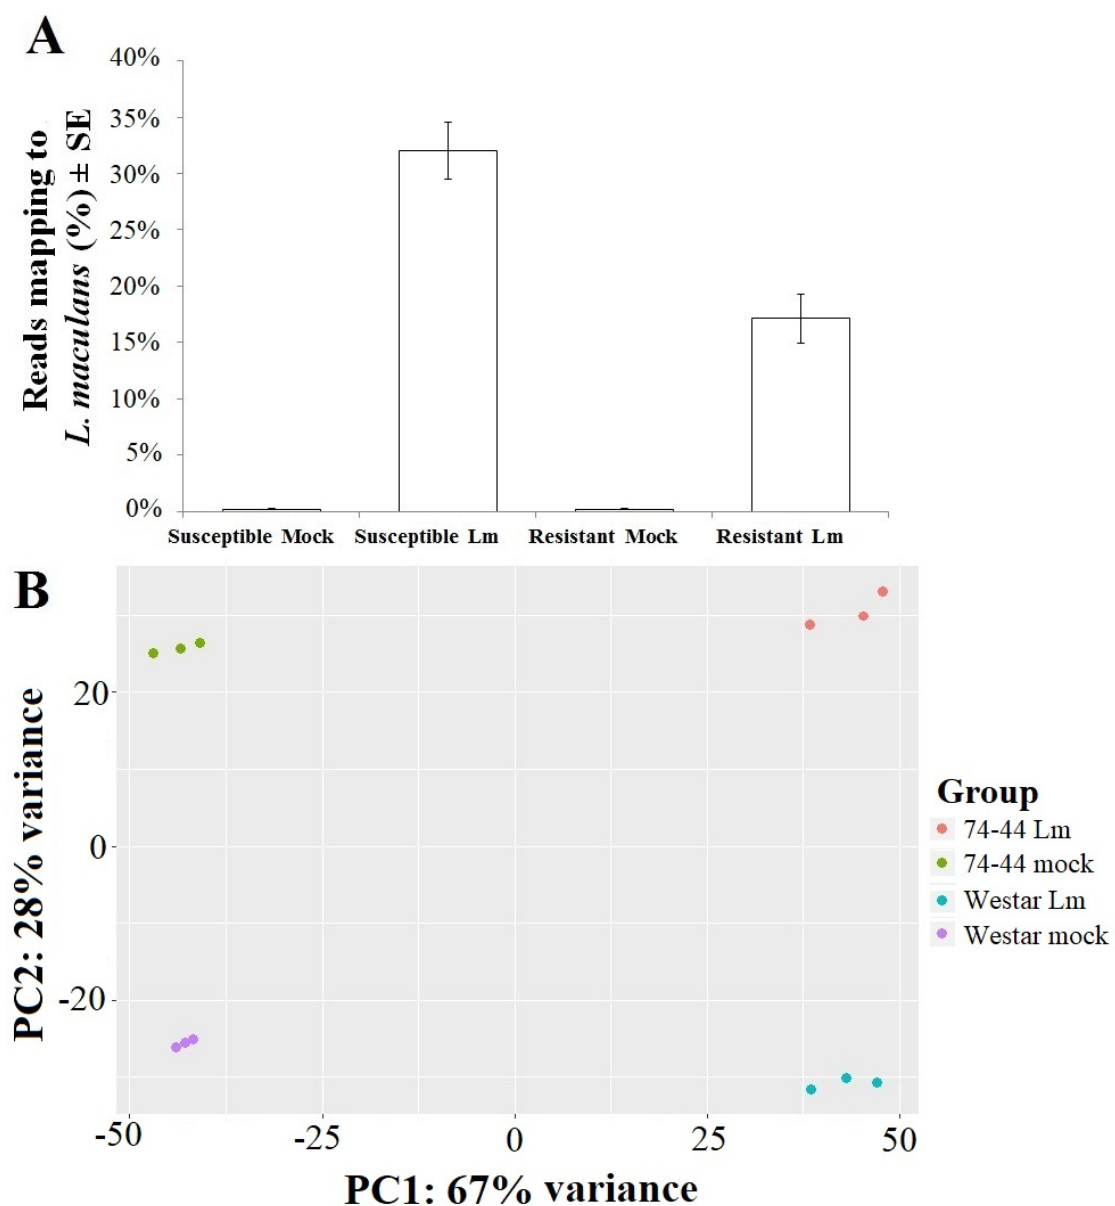 A
40%
35%
30%
25%
20%
15%
10%
5%
0%
Reads mapping to
L. maculans (%) ± SE
Susceptible Mock Susceptible Lm Resistant Mock Resistant Lm
B
20
0
-20
PC2: 28% variance
-50 -25 0 25 50
PC1: 67% variance
Group
74-44 Lm
74-44 mock
Westar Lm
Westar mock